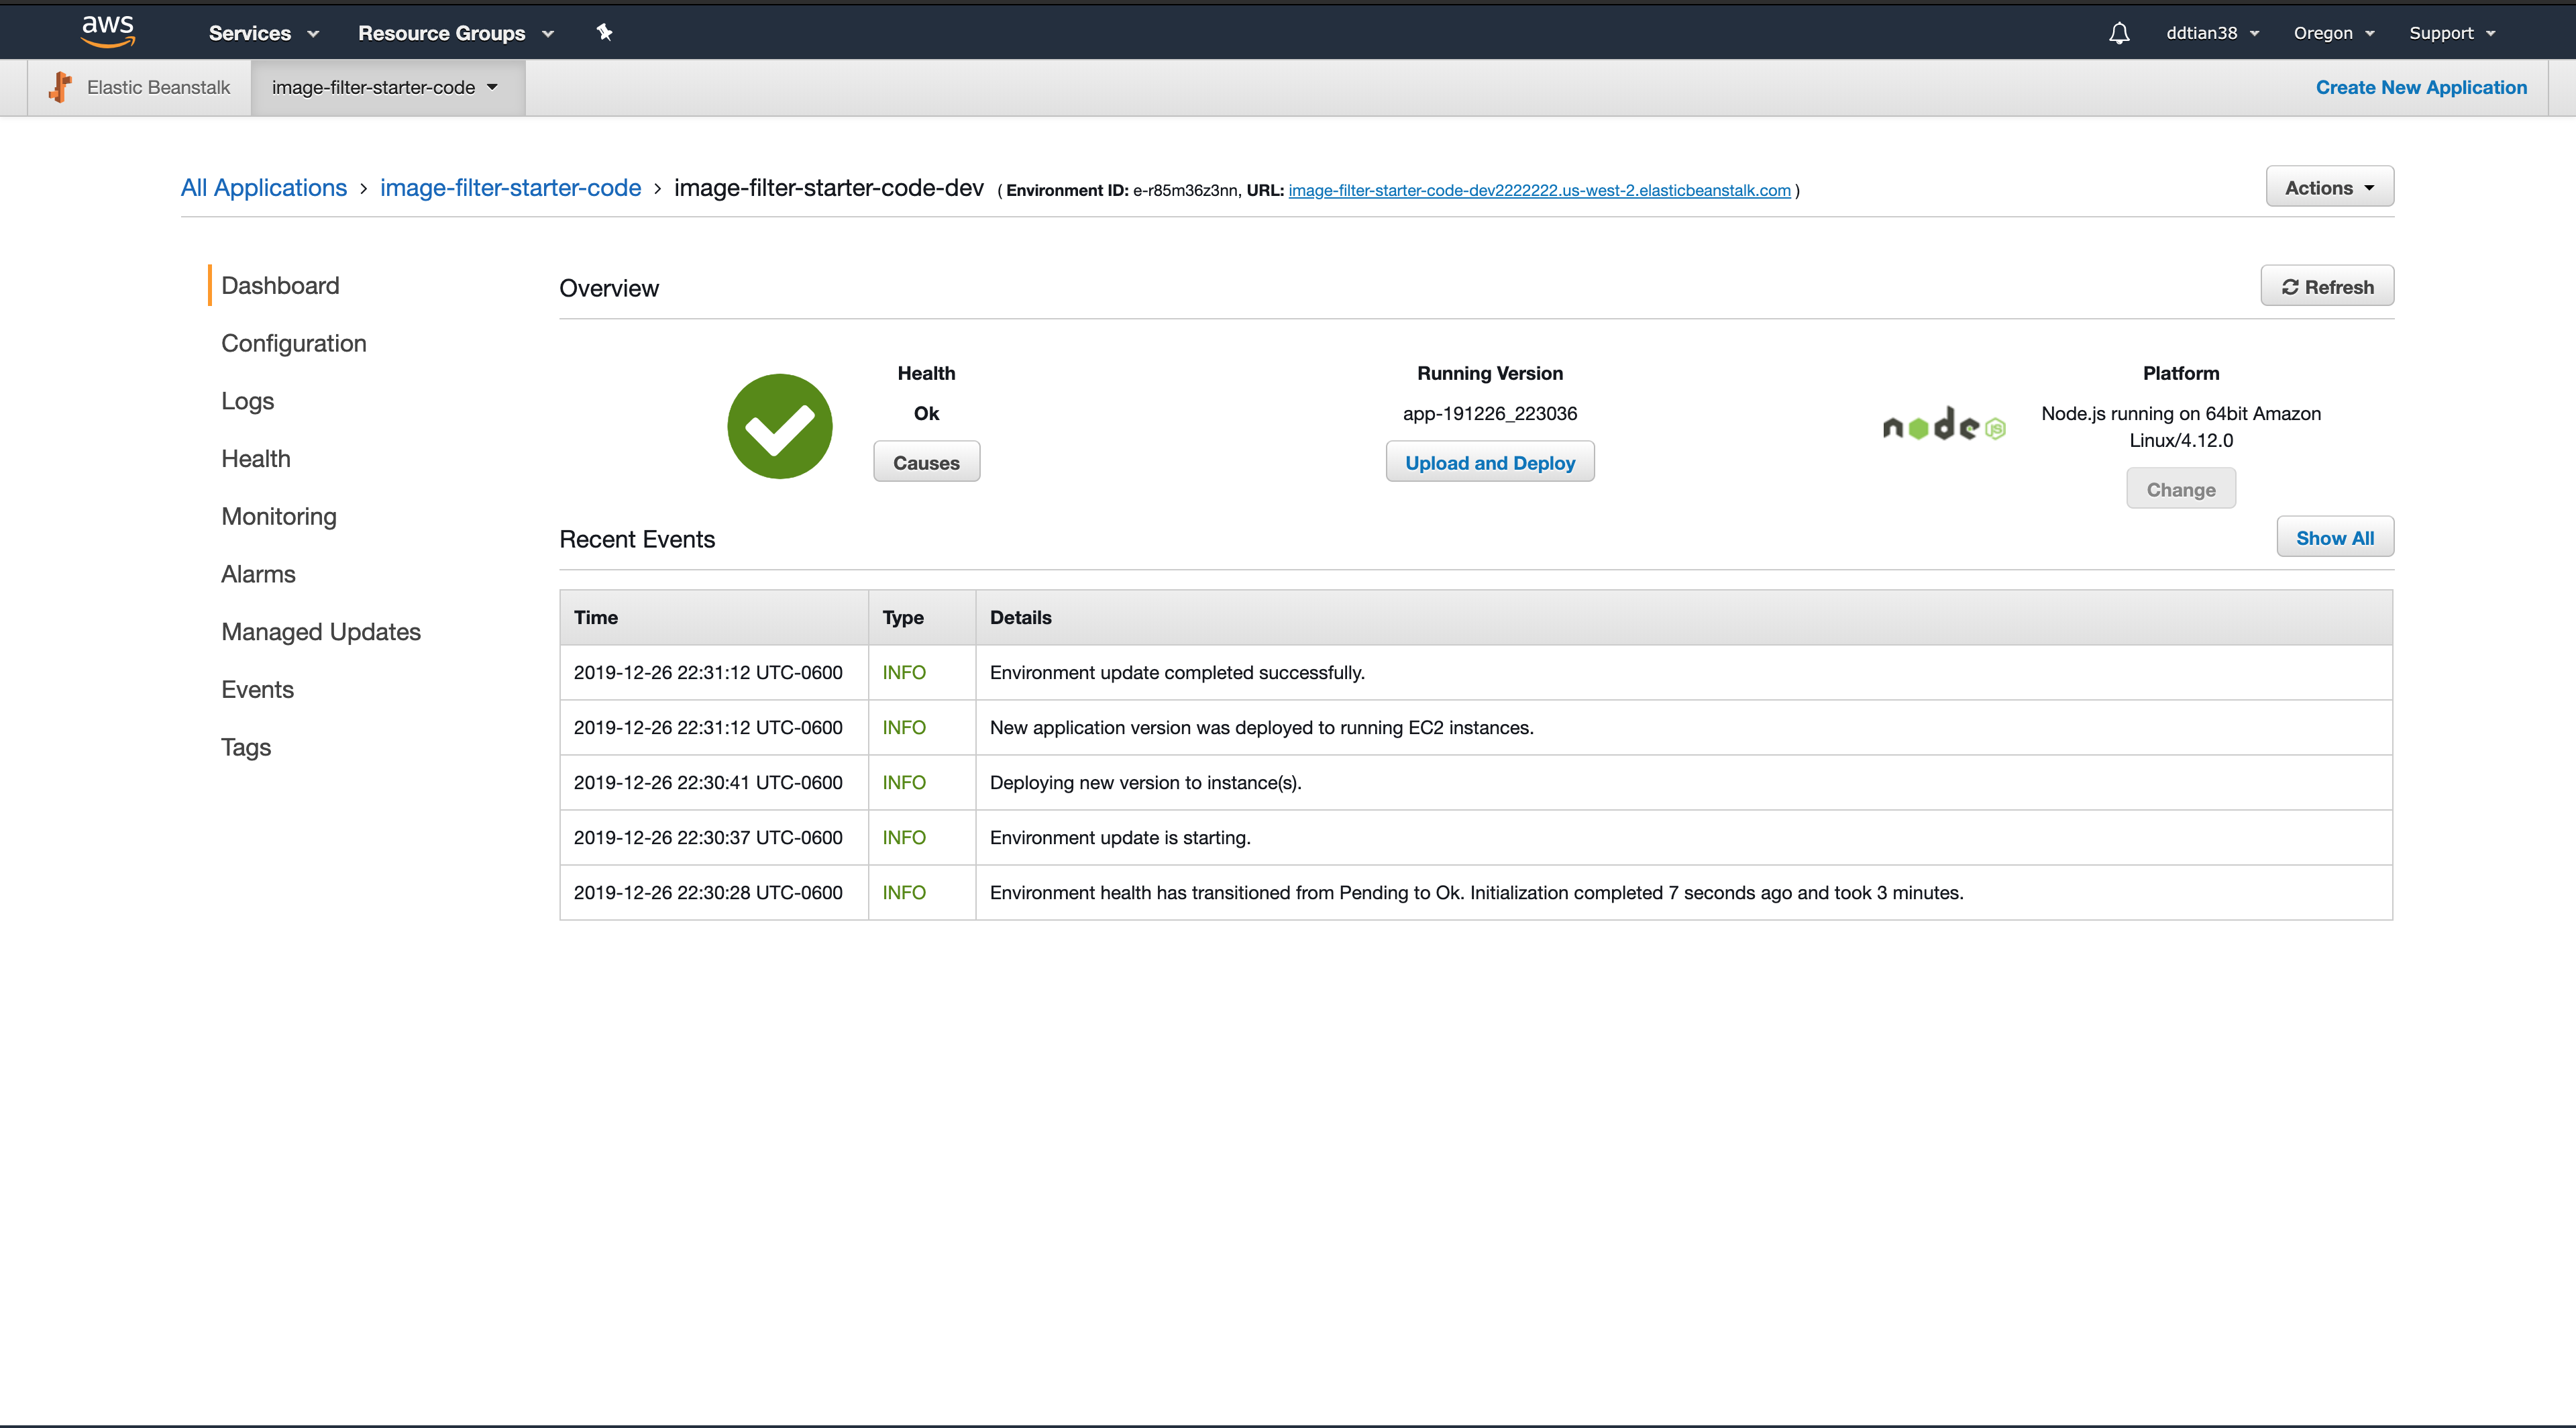 aws Services Resource Groups ddtian38 Oregon Support
Elastic Beanstalk image-filter-starter-code Create New Application
All Applications > image-filter-starter-code > image-filter-starter-code-dev ( Environment ID: e-r85m36z3nn, URL: image-filter-starter-code-dev2222222.us-west-2.elasticbeanstalk.com )
Actions
Dashboard
Configuration
Logs
Health
Monitoring
Alarms
Managed Updates
Events
Tags
Overview
Refresh
Health
Ok
Causes
Running Version
app-191226_223036
Upload and Deploy
node js
Platform
Node.js running on 64bit Amazon
Linux/4.12.0
Change
Recent Events
Show All
Time Type Details
2019-12-26 22:31:12 UTC-0600 INFO Environment update completed successfully.
2019-12-26 22:31:12 UTC-0600 INFO New application version was deployed to running EC2 instances.
2019-12-26 22:30:41 UTC-0600 INFO Deploying new version to instance(s).
2019-12-26 22:30:37 UTC-0600 INFO Environment update is starting.
2019-12-26 22:30:28 UTC-0600 INFO Environment health has transitioned from Pending to Ok. Initialization completed 7 seconds ago and took 3 minutes.